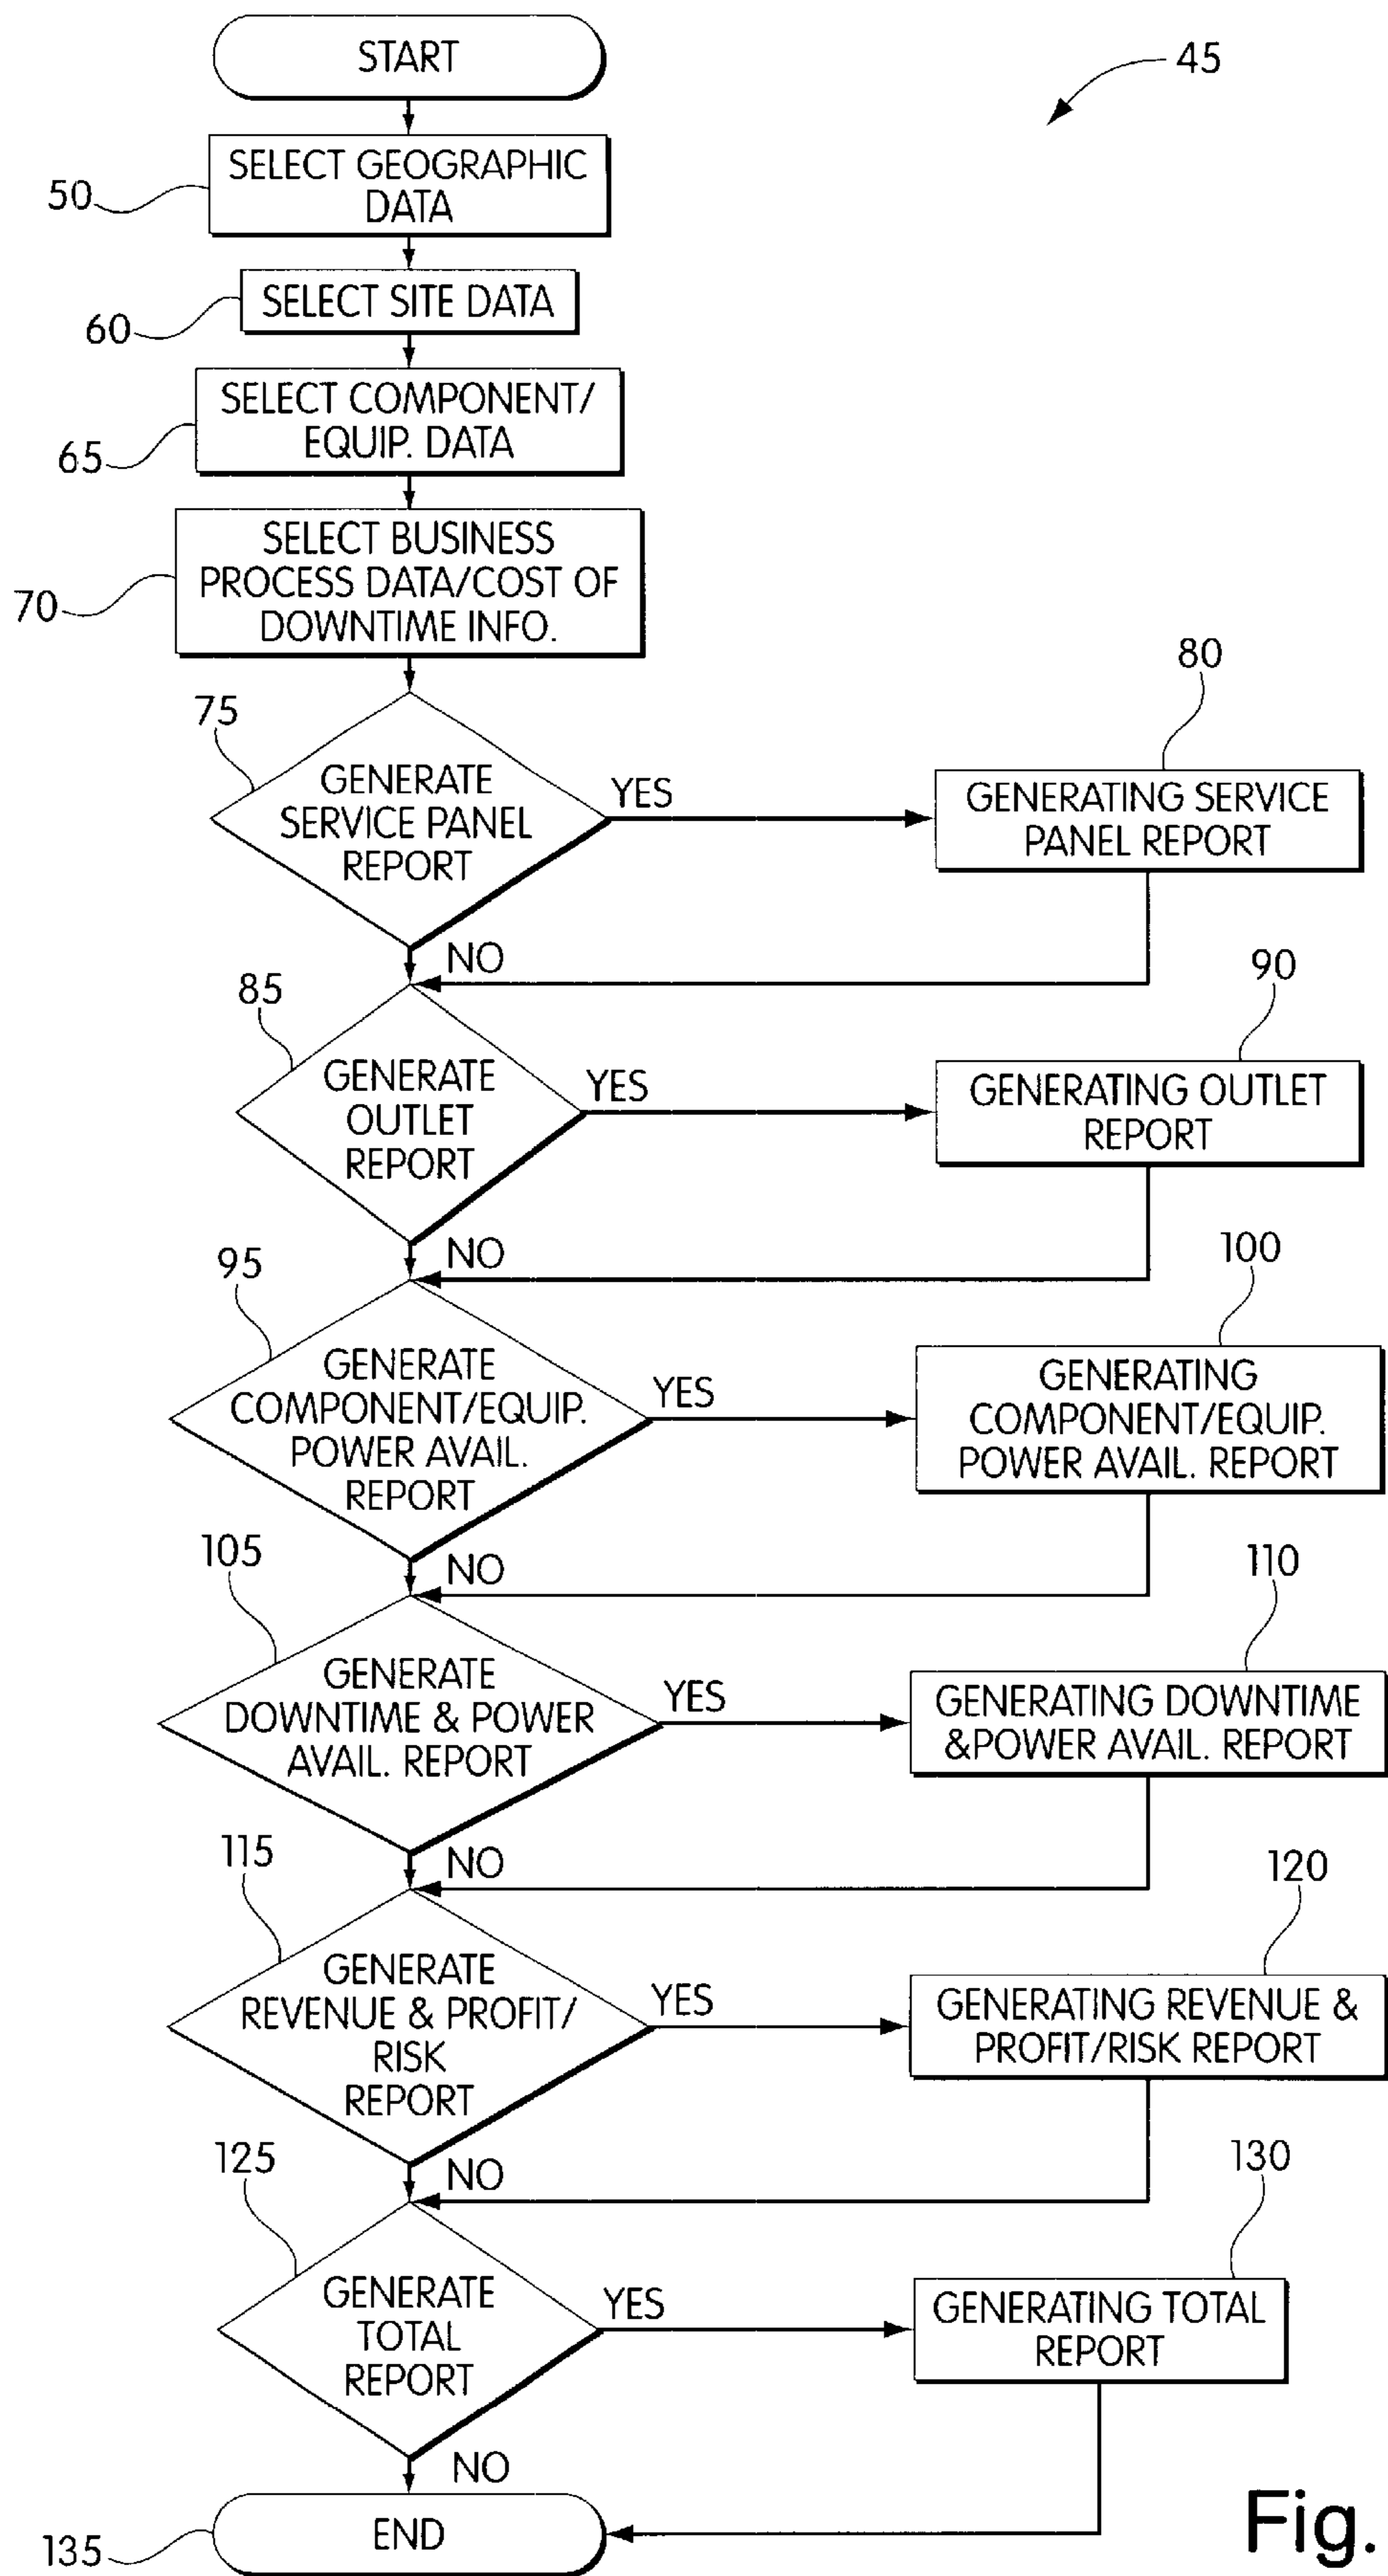 START
45
50
SELECT GEOGRAPHIC
DATA
60
SELECT SITE DATA
65
SELECT COMPONENT/
EQUIP. DATA
70
SELECT BUSINESS
PROCESS DATA/COST OF
DOWNTIME INFO.
75
GENERATE
SERVICE PANEL
REPORT
YES
NO
80
GENERATING SERVICE
PANEL REPORT
85
GENERATE
OUTLET
REPORT
YES
NO
90
GENERATING OUTLET
REPORT
95
GENERATE
COMPONENT/EQUIP.
POWER AVAIL.
REPORT
YES
NO
100
GENERATING
COMPONENT/EQUIP.
POWER AVAIL. REPORT
105
GENERATE
DOWNTIME & POWER
AVAIL. REPORT
YES
NO
110
GENERATING DOWNTIME
&POWER AVAIL. REPORT
115
GENERATE
REVENUE & PROFIT/
RISK
REPORT
YES
NO
120
GENERATING REVENUE &
PROFIT/RISK REPORT
125
GENERATE
TOTAL
REPORT
YES
NO
130
GENERATING TOTAL
REPORT
135
END
Fig.